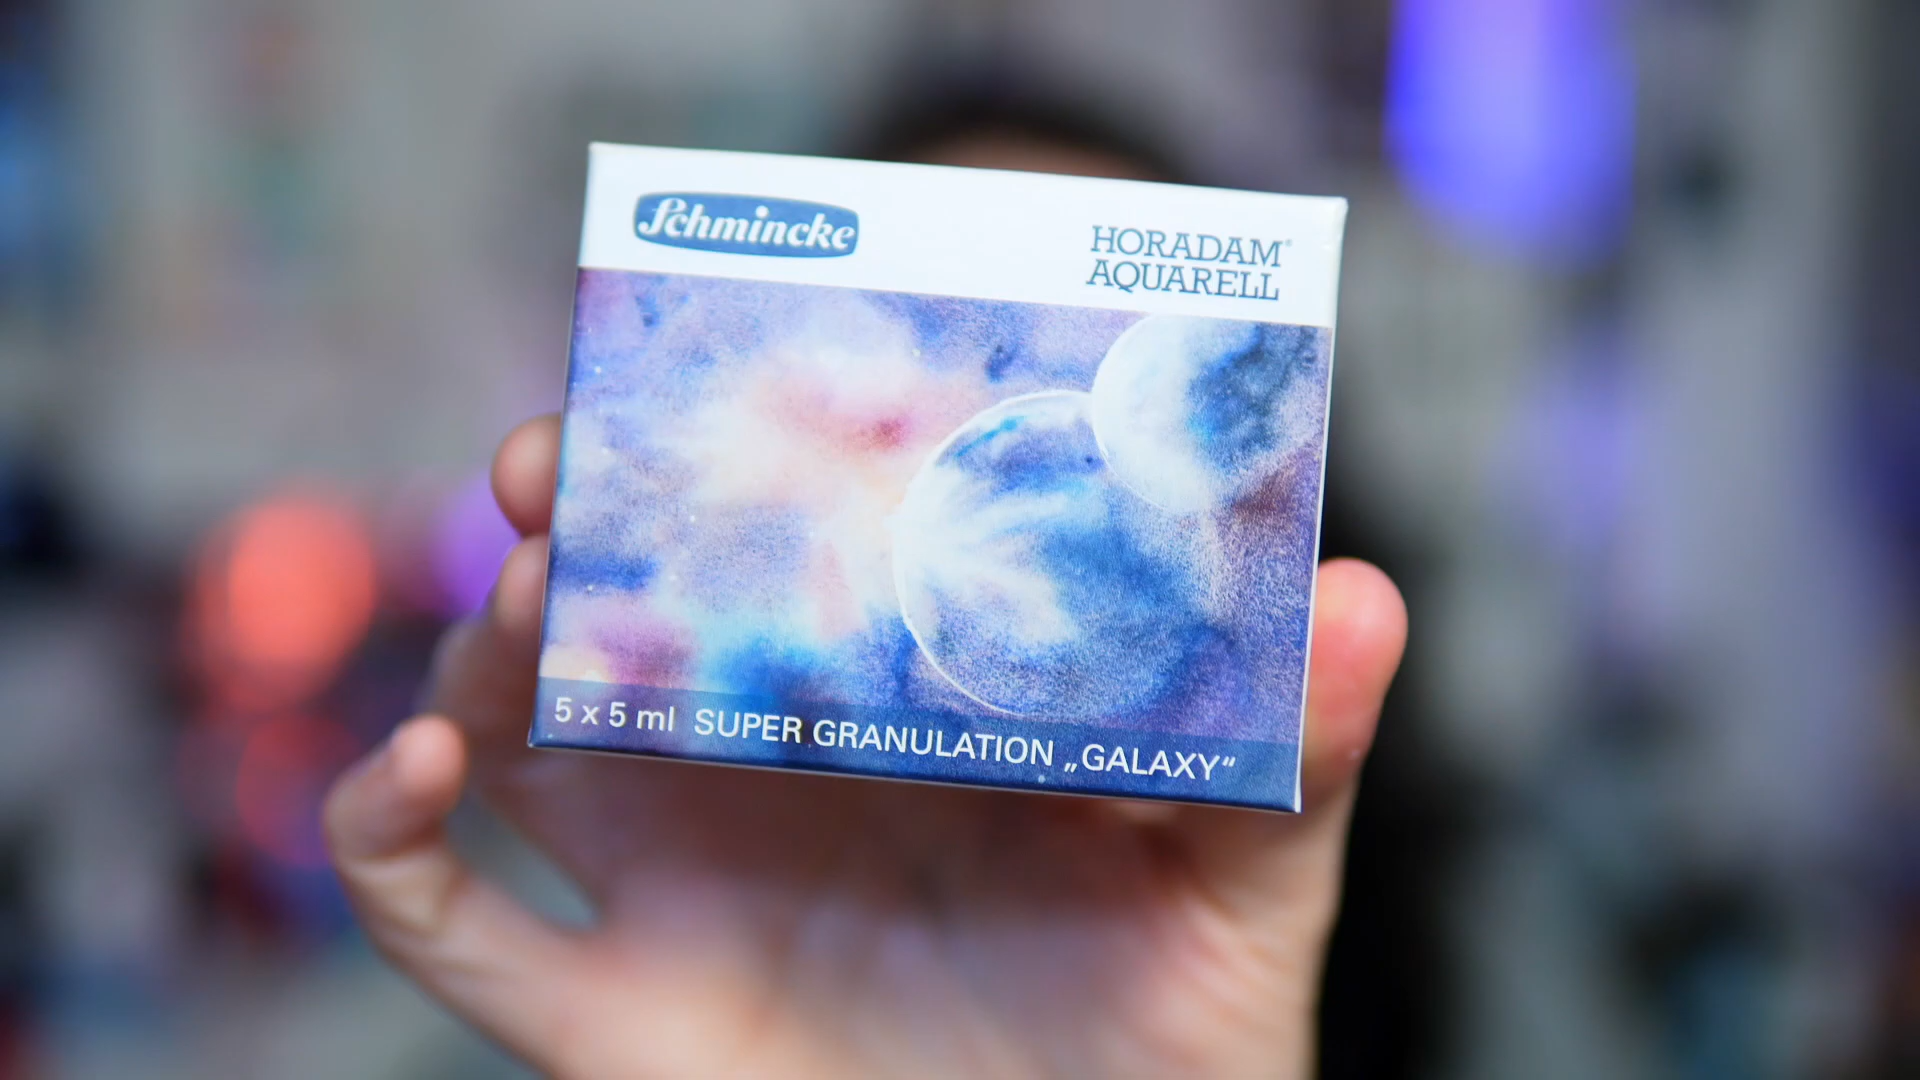 Schmincke
HORADAM®
AQUARELL
5 x 5 ml SUPER GRANULATION „GALAXY“